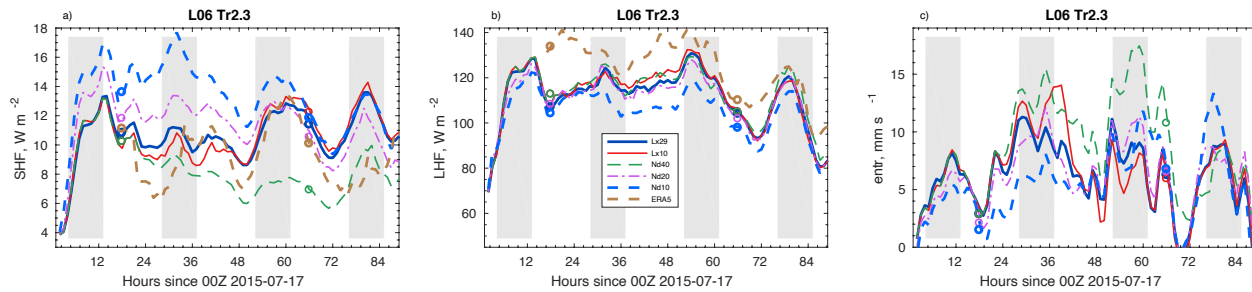 a)
L06 Tr2.3
18
16
14
12
10
8
6
4
SHF, W m⁻²
12
24
36
48
60
72
84
Hours since 00Z 2015-07-17
b)
L06 Tr2.3
140
120
100
80
60
LHF, W m⁻²
Lx29
Lx10
Nd40
Nd20
Nd10
ERA5
12
24
36
48
60
72
84
Hours since 00Z 2015-07-17
c)
L06 Tr2.3
15
10
5
0
entr, mm s⁻¹
12
24
36
48
60
72
84
Hours since 00Z 2015-07-17